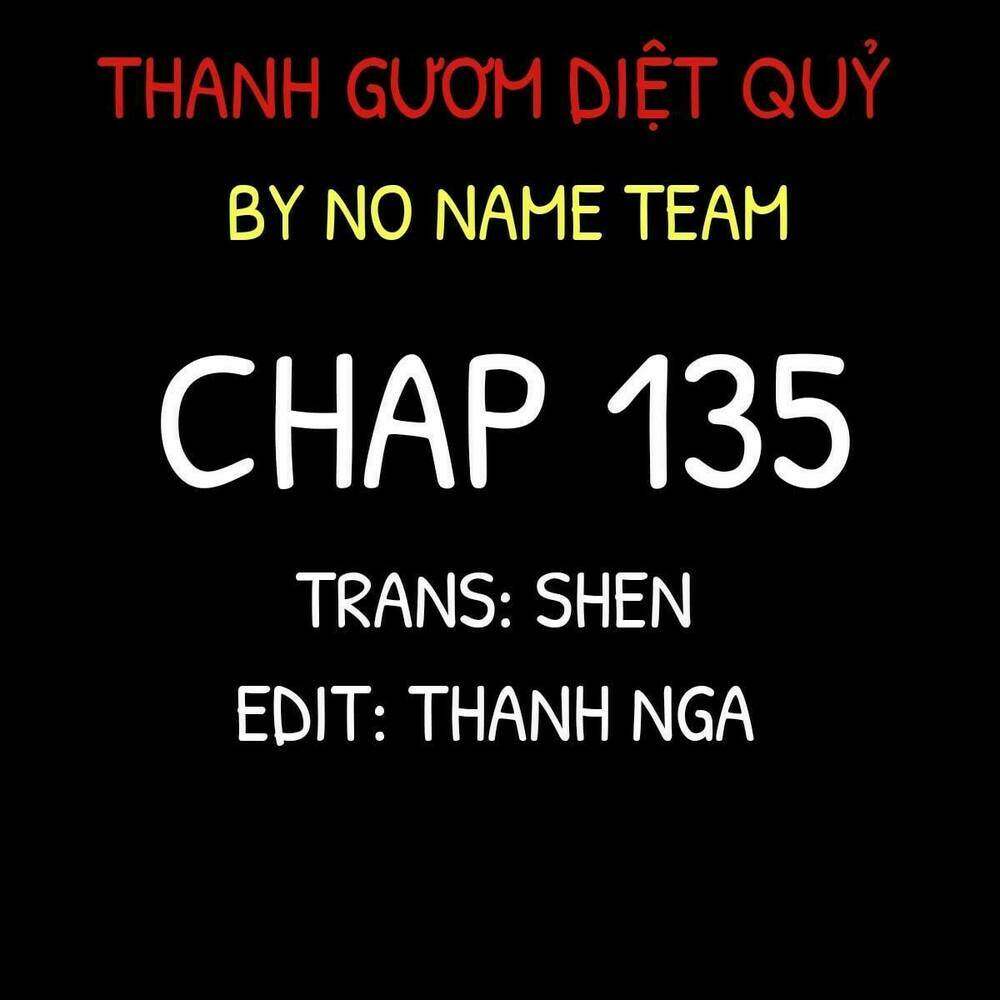 THANH GƯƠM DIỆT QUỶ
BY NO NAME TEAM
CHAP 135
TRANS: SHEN
EDIT: THANH NGA